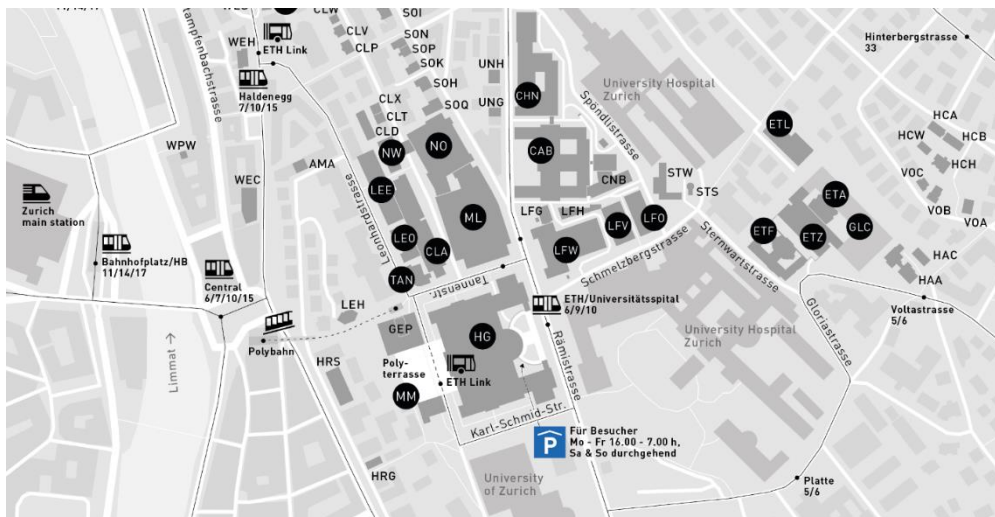 11/14/17
Stampfenbachstrasse
WEH
ETH Link
Haldenegg
7/10/15
CLW
CLV
CLP
SOI
SON
SOP
SOK
SOH
SOQ
UNH
UNG
CLX
CLT
CLD
NW
NO
LEE
AMA
WPW
WEC
Leonhardstrasse
LEO
CLA
ML
TAN
Tannenstr.
CHN
CAB
CNB
University Hospital
Zurich
Spöndlistrasse
STW
STS
LFG
LFH
LFW
LFV
LFO
Schmelzbergstrasse
Sternwartstrasse
Hinterbergstrasse
33
ETL
HCA
HCW
HCB
HCH
VOC
VOB
VOA
ETA
GLC
ETF
ETZ
HAC
HAA
Voltastrasse
5/6
Gloriastrasse
Zurich
main station
Bahnhofplatz/HB
11/14/17
Central
6/7/10/15
Limmat →
Polybahn
LEH
GEP
HRS
HRG
Poly-
terrasse
MM
HG
ETH Link
ETH/Universitätsspital
6/9/10
Rämistrasse
Karl-Schmid-Str.
University Hospital
Zurich
P
Für Besucher
Mo - Fr 16.00 - 7.00 h,
Sa & So durchgehend
University
of Zurich
Platte
5/6